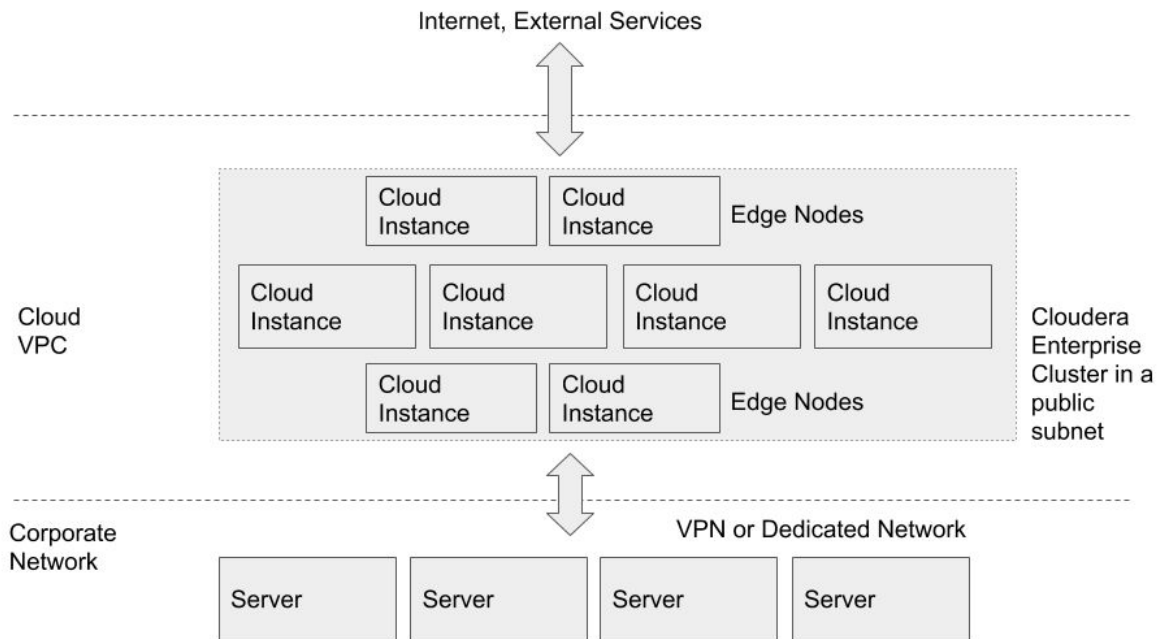 Internet, External Services
Cloud
Instance
Cloud
Instance
Edge Nodes
Cloud
VPC
Cloud
Instance
Cloud
Instance
Cloud
Instance
Cloud
Instance
Cloudera
Enterprise
Cluster in a
public
subnet
Cloud
Instance
Cloud
Instance
Edge Nodes
Corporate
Network
VPN or Dedicated Network
Server
Server
Server
Server